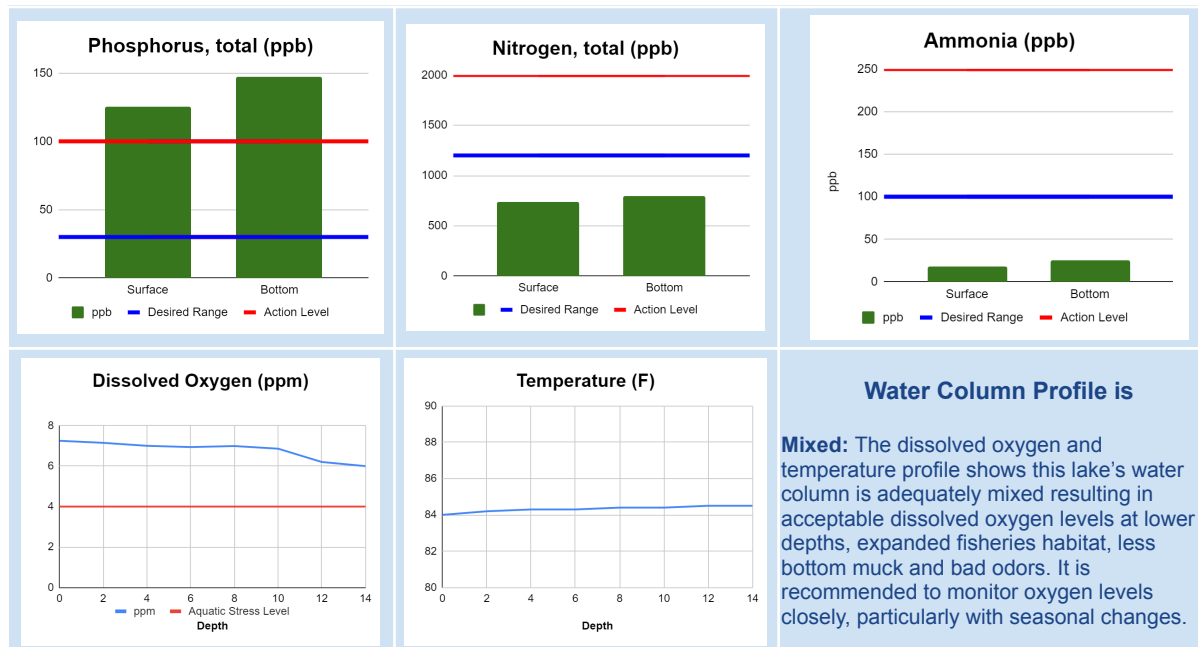 Phosphorus, total (ppb)
150
100
50
0
Surface
Bottom
ppb
Desired Range
Action Level
Nitrogen, total (ppb)
2000
1500
1000
500
0
Surface
Bottom
Desired Range
Action Level
Ammonia (ppb)
ppb
250
200
150
100
50
0
Surface
Bottom
ppb
Desired Range
Action Level
Dissolved Oxygen (ppm)
8
6
4
2
0
0 2 4 6 8 10 12 14
ppm
Aquatic Stress Level
Depth
Temperature (F)
90
88
86
84
82
80
0 2 4 6 8 10 12 14
Depth
Water Column Profile is
Mixed: The dissolved oxygen and
temperature profile shows this lake's water
column is adequately mixed resulting in
acceptable dissolved oxygen levels at lower
depths, expanded fisheries habitat, less
bottom muck and bad odors. It is
recommended to monitor oxygen levels
closely, particularly with seasonal changes.